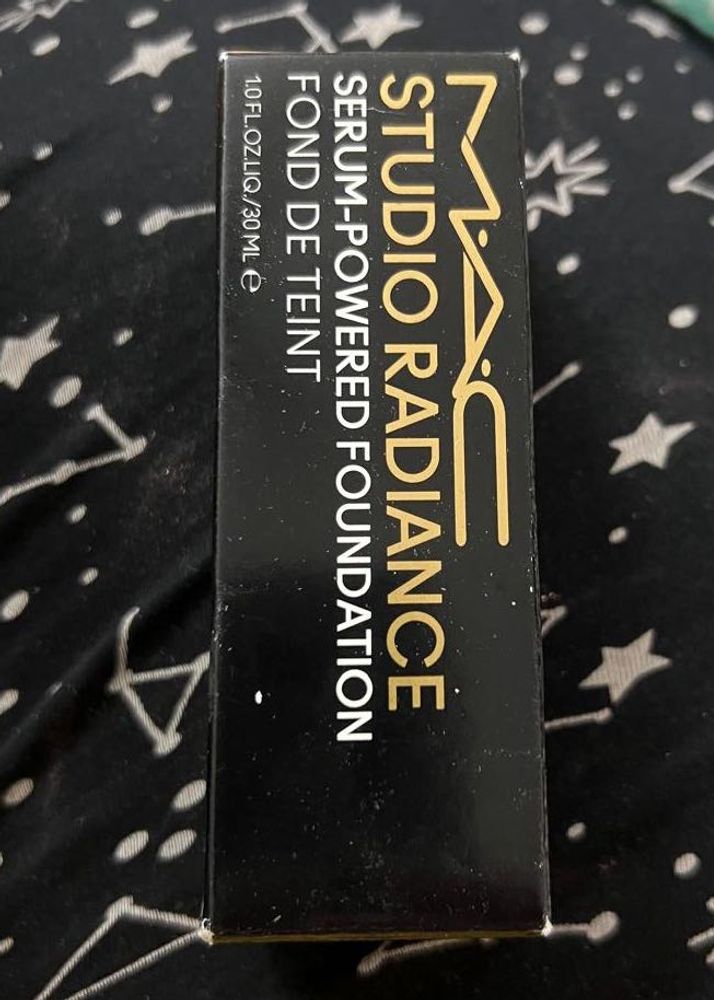 MAC
STUDIO RADIANCE
SERUM-POWERED FOUNDATION
FOND DE TEINT
1.0 FL.OZ.LIQ./30 ML ℮